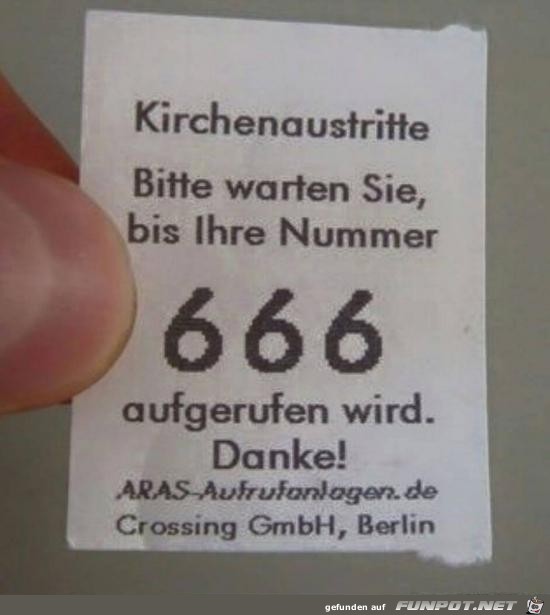 Kirchenaustritte
Bitte warten Sie,
bis Ihre Nummer
666
aufgerufen wird.
Danke!
ARAS-Aufrufanlagen.de
Crossing GmbH, Berlin
gefunden auf FUNPOT.NET